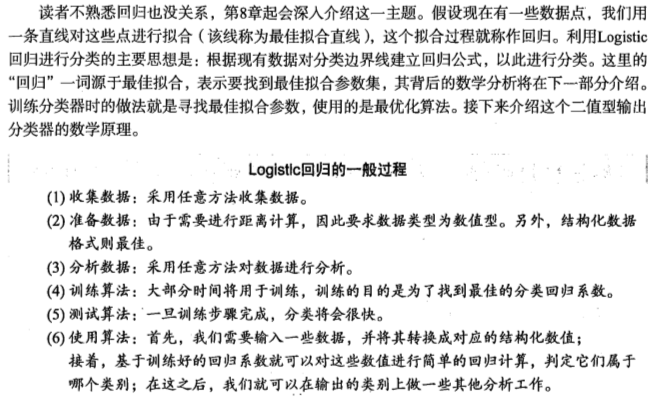 读者不熟悉回归也没关系，第8章起会深入介绍这一主题。假设现在有一些数据点，我们用
一条直线对这些点进行拟合（该线称为最佳拟合直线），这个拟合过程就称作回归。利用Logistic
回归进行分类的主要思想是：根据现有数据对分类边界线建立回归公式，以此进行分类。这里的
“回归”一词源于最佳拟合，表示要找到最佳拟合参数集，其背后的数学分析将在下一部分介绍。
训练分类器时的做法就是寻找最佳拟合参数，使用的是最优化算法。接下来介绍这个二值型输出
分类器的数学原理。
Logistic回归的一般过程
(1) 收集数据：采用任意方法收集数据。
(2) 准备数据：由于需要进行距离计算，因此要求数据类型为数值型。另外，结构化数据
格式则最佳。
(3) 分析数据：采用任意方法对数据进行分析。
(4) 训练算法：大部分时间将用于训练，训练的目的是为了找到最佳的分类回归系数。
(5) 测试算法：一旦训练步骤完成，分类将会很快。
(6) 使用算法：首先，我们需要输入一些数据，并将其转换成对应的结构化数值；
接着，基于训练好的回归系数就可以对这些数值进行简单的回归计算，判定它们属于
哪个类别；在这之后，我们就可以在输出的类别上做一些其他分析工作。